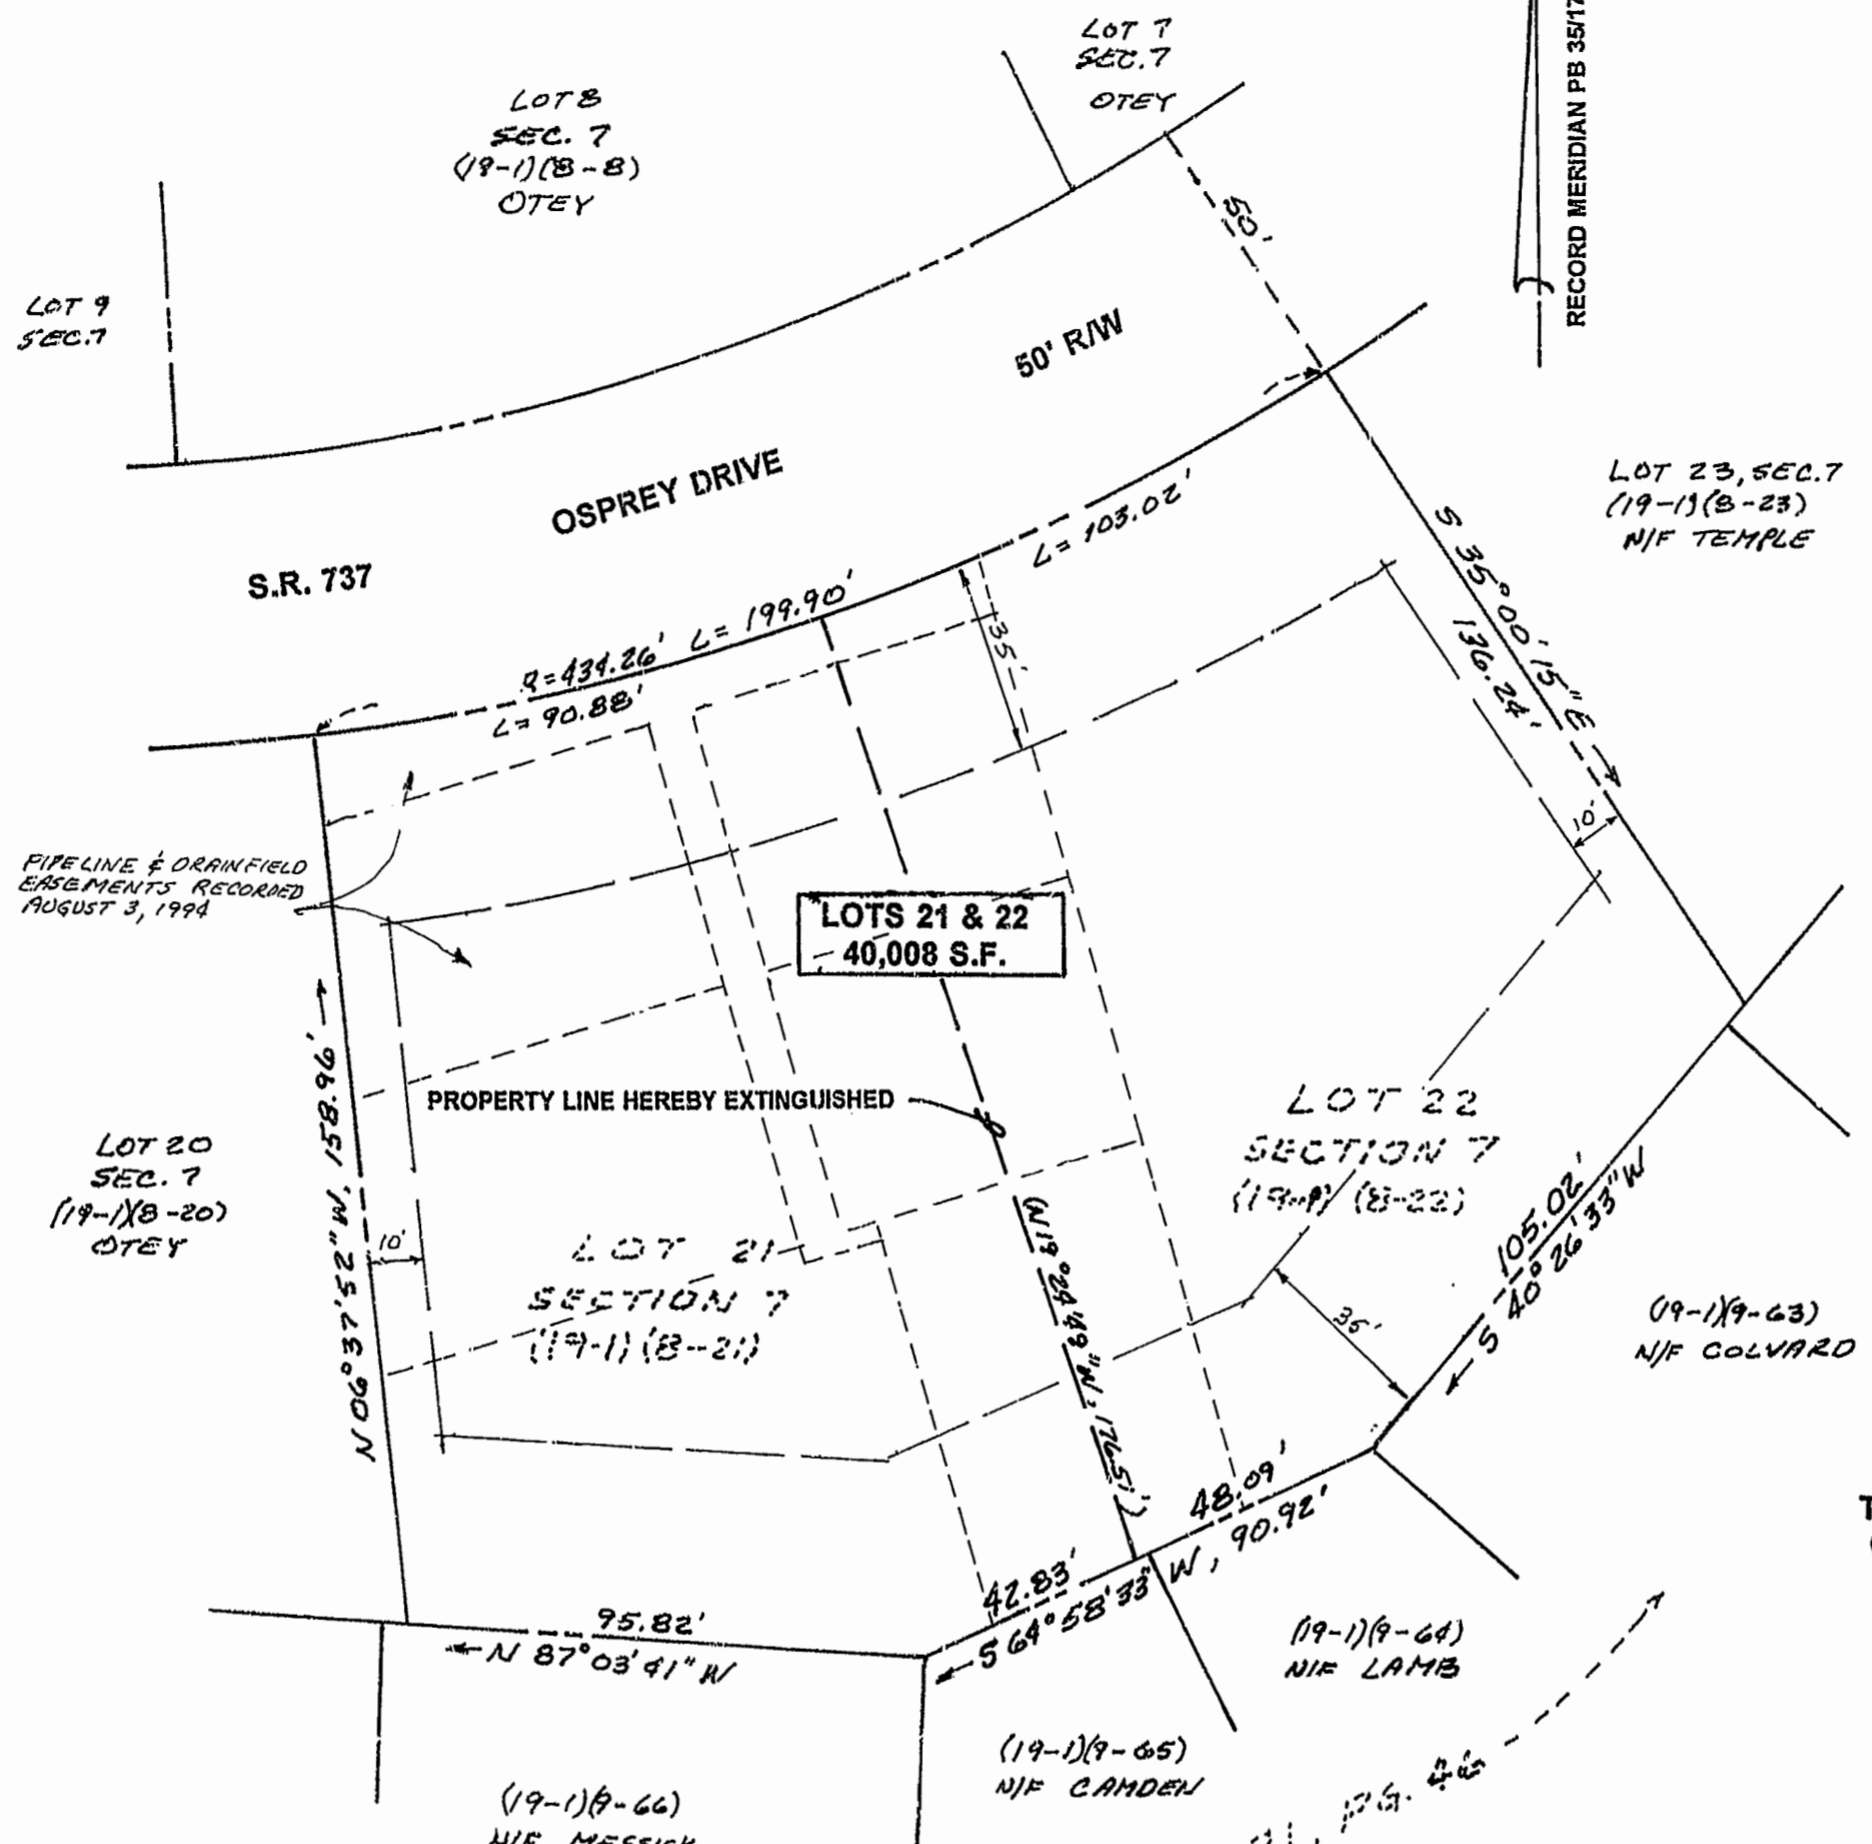 LOT 7
SEC. 7
OTEY
RECORD MERIDIAN PB 35/17
LOT 8
SEC. 7
(19-1)(8-8)
OTEY
LOT 9
SEC. 7
50'
50' R/W
OSPREY DRIVE
S.R. 737
LOT 23, SEC. 7
(19-1)(8-23)
N/F TEMPLE
L= 103.02'
L= 199.90'
R=434.26'
L= 90.88'
35'
S 35° 00' 15" E
136.24'
10'
PIPELINE & DRAINFIELD
EASEMENTS RECORDED
AUGUST 3, 1994
LOTS 21 & 22
40,008 S.F.
PROPERTY LINE HEREBY EXTINGUISHED
LOT 22
SECTION 7
(19-1) (8-22)
LOT 20
SEC. 7
(19-1)(8-20)
OTEY
N 06° 37' 52" W, 158.96'
10'
LOT 21
SECTION 7
(19-1) (8-21)
(N 19° 24' 49" W, 176.51')
35'
105.02'
S 40° 26' 33" W
(19-1)(9-63)
N/F COLVARD
48.09'
42.83'
S 64° 58' 33" W, 90.92'
95.82'
N 87° 03' 41" W
(19-1)(9-64)
N/F LAMB
(19-1)(9-65)
N/F CAMDEN
(19-1)(9-66)
N/F MESSICK
PG. 46